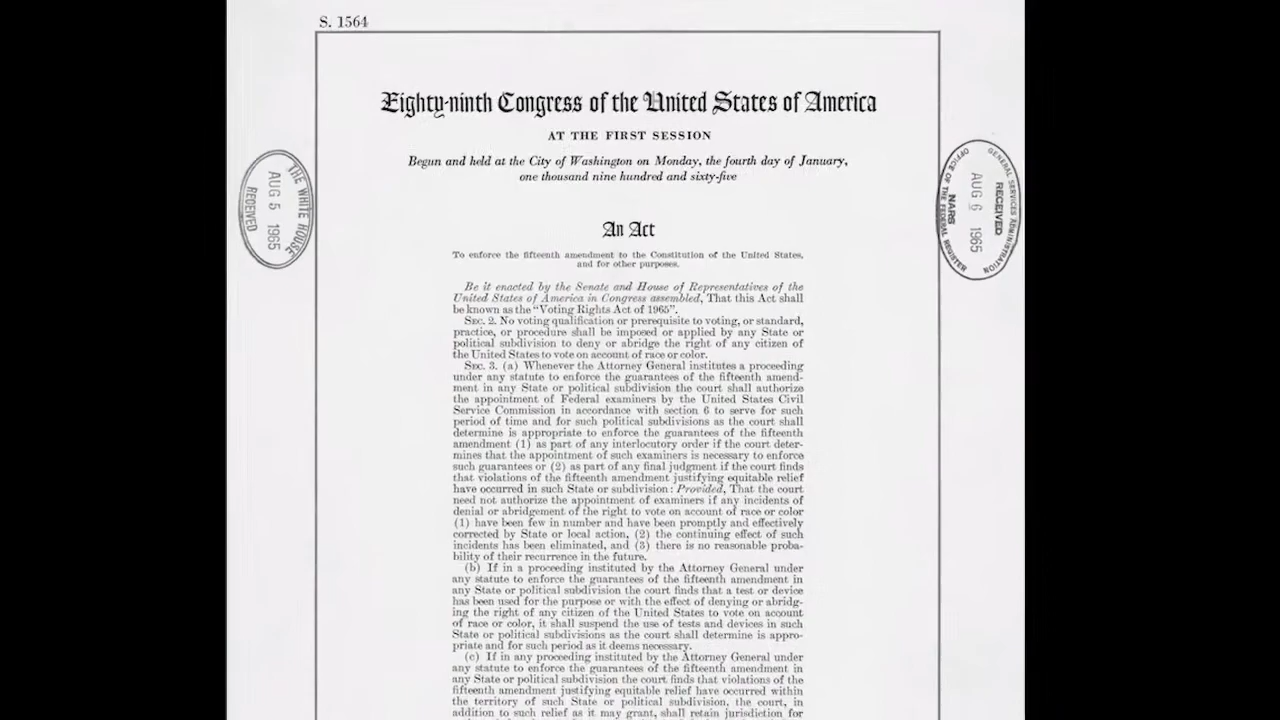 S. 1564
Eighty-ninth Congress of the United States of America
AT THE FIRST SESSION
Begun and held at the City of Washington on Monday, the fourth day of January,
one thousand nine hundred and sixty-five
THE WHITE HOUSE
AUG 5 1965
RECEIVED
GENERAL SERVICES ADMINISTRATION
RECEIVED
AUG 6 1965
NARS
OFFICE OF THE FEDERAL REGISTER
An Act
To enforce the fifteenth amendment to the Constitution of the United States,
and for other purposes.
Be it enacted by the Senate and House of Representatives of the
United States of America in Congress assembled, That this Act shall
be known as the "Voting Rights Act of 1965".
SEC. 2. No voting qualification or prerequisite to voting, or standard,
practice, or procedure shall be imposed or applied by any State or
political subdivision to deny or abridge the right of any citizen of
the United States to vote on account of race or color.
SEC. 3. (a) Whenever the Attorney General institutes a proceeding
under any statute to enforce the guarantees of the fifteenth amend-
ment in any State or political subdivision the court shall authorize
the appointment of Federal examiners by the United States Civil
Service Commission in accordance with section 6 to serve for such
period of time and for such political subdivisions as the court shall
determine is appropriate to enforce the guarantees of the fifteenth
amendment (1) as part of any interlocutory order if the court deter-
mines that the appointment of such examiners is necessary to enforce
such guarantees or (2) as part of any final judgment if the court finds
that violations of the fifteenth amendment justifying equitable relief
have occurred in such State or subdivision: Provided, That the court
need not authorize the appointment of examiners if any incidents of
denial or abridgement of the right to vote on account of race or color
(1) have been few in number and have been promptly and effectively
corrected by State or local action, (2) the continuing effect of such
incidents has been eliminated, and (3) there is no reasonable proba-
bility of their recurrence in the future.
(b) If in a proceeding instituted by the Attorney General under
any statute to enforce the guarantees of the fifteenth amendment in
any State or political subdivision the court finds that a test or device
has been used for the purpose or with the effect of denying or abridg-
ing the right of any citizen of the United States to vote on account
of race or color, it shall suspend the use of tests and devices in such
State or political subdivisions as the court shall determine is appro-
priate and for such period as it deems necessary.
(c) If in any proceeding instituted by the Attorney General under
any statute to enforce the guarantees of the fifteenth amendment in
any State or political subdivision the court finds that violations of the
fifteenth amendment justifying equitable relief have occurred within
the territory of such State or political subdivision, the court, in
addition to such relief as it may grant, shall retain jurisdiction for